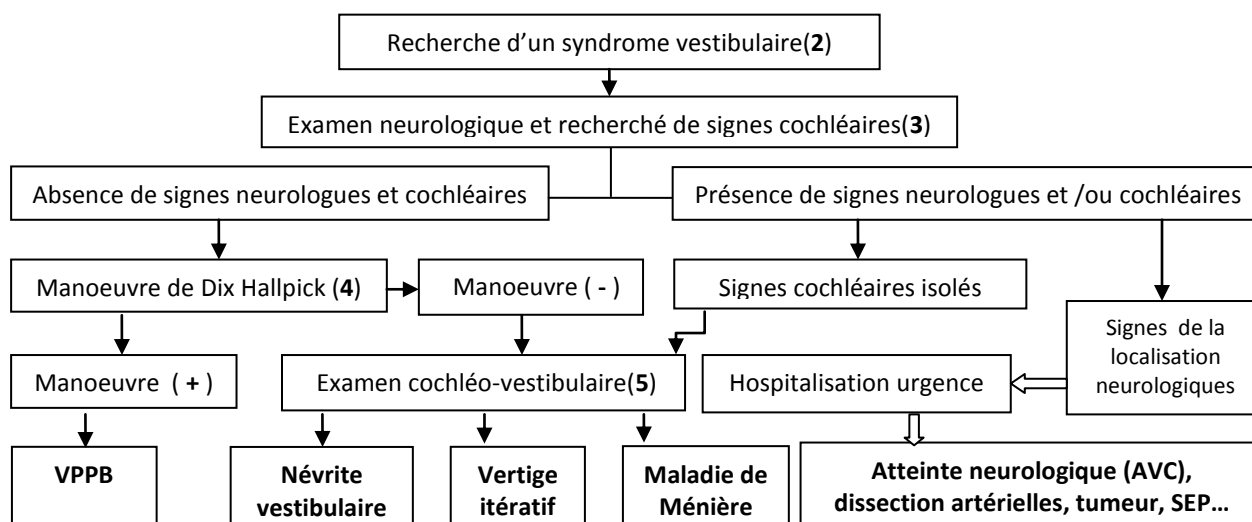 Recherche d’un syndrome vestibulaire(2)
Examen neurologique et recherché de signes cochléaires(3)
Absence de signes neurologues et cochléaires
Présence de signes neurologues et /ou cochléaires
Manoeuvre de Dix Hallpick (4)
Manoeuvre ( - )
Signes cochléaires isolés
Signes de la
localisation
neurologiques
Manoeuvre ( + )
Examen cochléo-vestibulaire(5)
Hospitalisation urgence
VPPB
Névrite
vestibulaire
Vertige
itératif
Maladie de
Ménière
Atteinte neurologique (AVC),
dissection artérielles, tumeur, SEP…